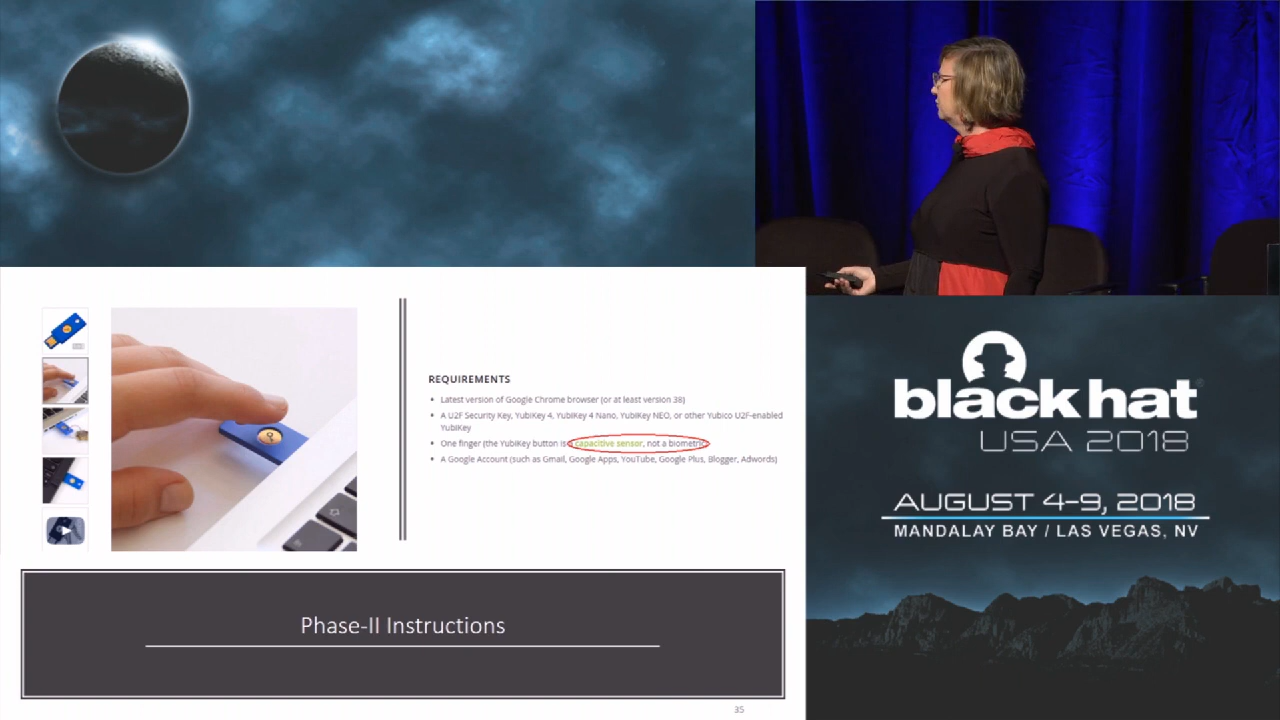 REQUIREMENTS
Latest version of Google Chrome browser (or at least version 38)
A U2F Security Key, YubiKey 4, YubiKey 4 Nano, YubiKey NEO, or other Yubico U2F-enabled
YubiKey
One finger (the YubiKey button is a capacitive sensor, not a biometric)
A Google Account (such as Gmail, Google Apps, YouTube, Google Plus, Blogger, Adwords)
Phase-II Instructions
35
black hat
USA 2018
AUGUST 4-9, 2018
MANDALAY BAY / LAS VEGAS, NV